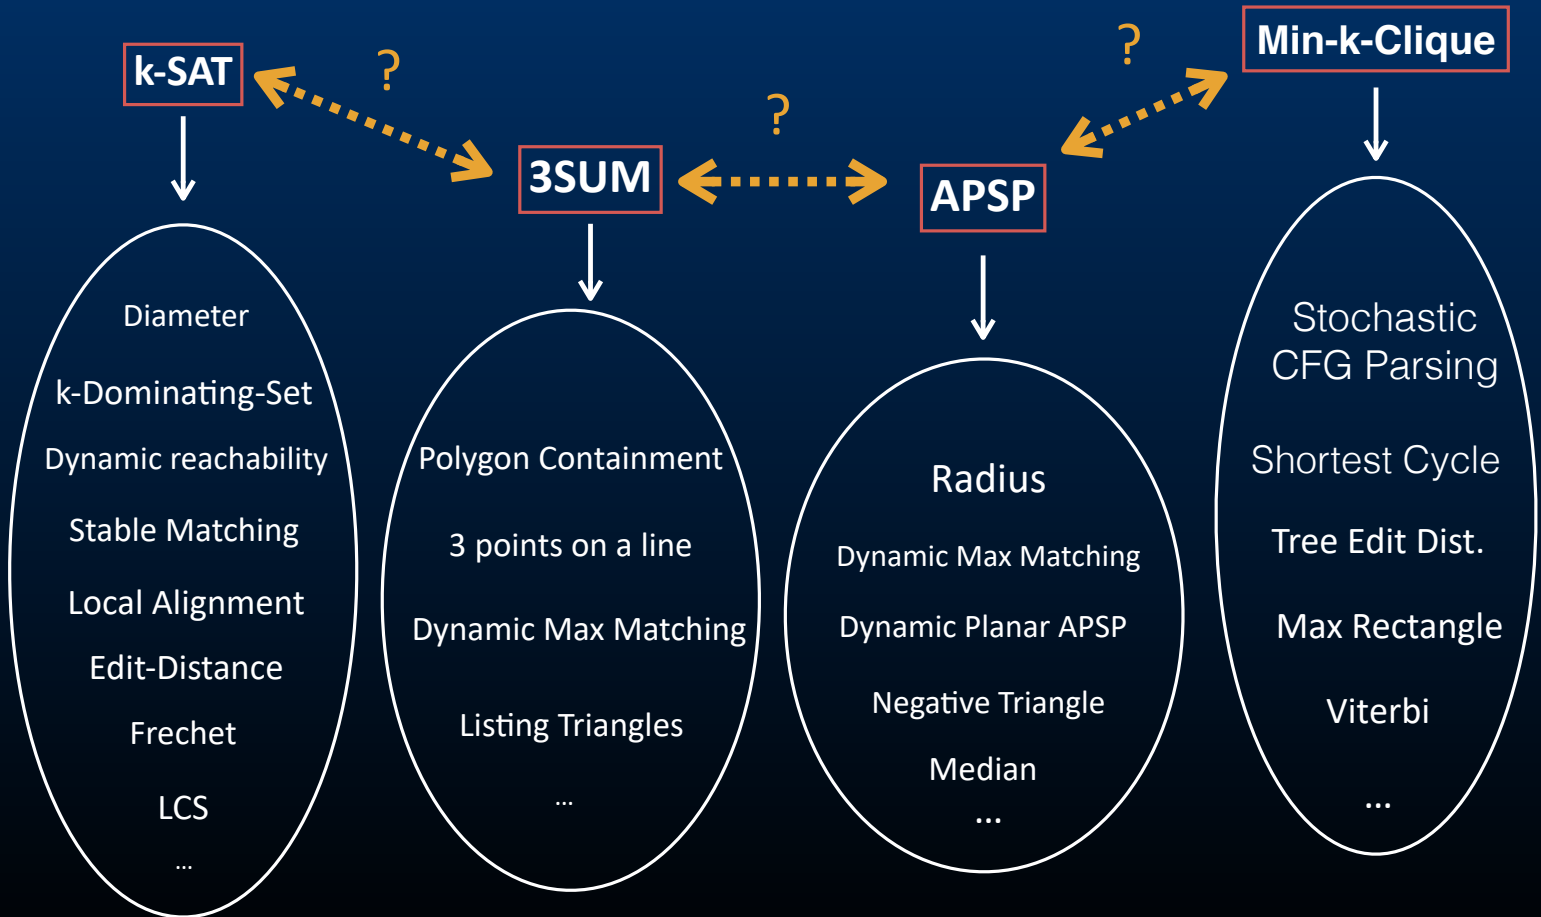 k-SAT
?
3SUM
?
APSP
?
Min-k-Clique
Diameter
k-Dominating-Set
Dynamic reachability
Stable Matching
Local Alignment
Edit-Distance
Frechet
LCS
...
Polygon Containment
3 points on a line
Dynamic Max Matching
Listing Triangles
...
Radius
Dynamic Max Matching
Dynamic Planar APSP
Negative Triangle
Median
...
Stochastic
CFG Parsing
Shortest Cycle
Tree Edit Dist.
Max Rectangle
Viterbi
...